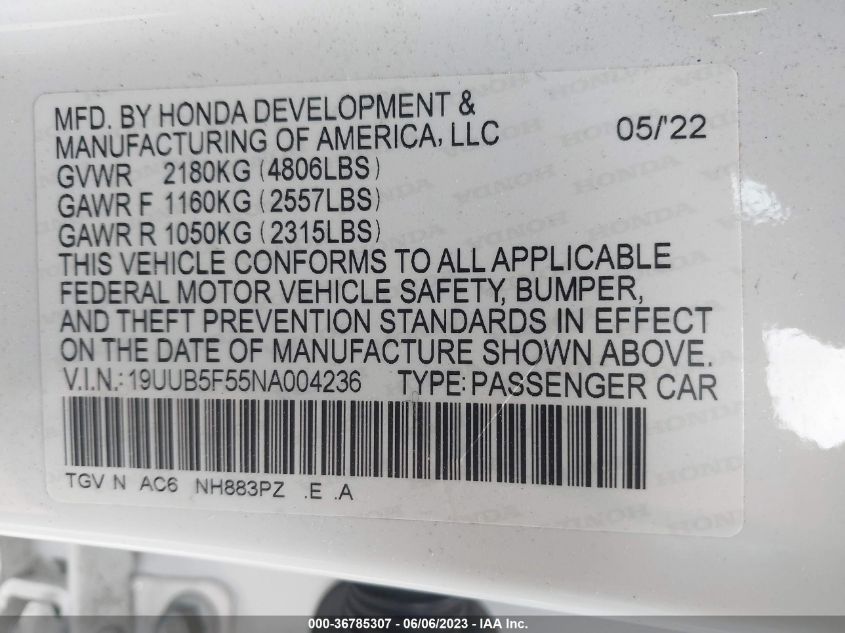 MFD. BY HONDA DEVELOPMENT &
MANUFACTURING OF AMERICA, LLC 05/'22
GVWR 2180KG (4806LBS)
GAWR F 1160KG (2557LBS)
GAWR R 1050KG (2315LBS)
THIS VEHICLE CONFORMS TO ALL APPLICABLE
FEDERAL MOTOR VEHICLE SAFETY, BUMPER,
AND THEFT PREVENTION STANDARDS IN EFFECT
ON THE DATE OF MANUFACTURE SHOWN ABOVE.
V.I.N.: 19UUB5F55NA004236 TYPE: PASSENGER CAR
TGV N AC6 NH883PZ .E .A
000-36785307 - 06/06/2023 - IAA Inc.